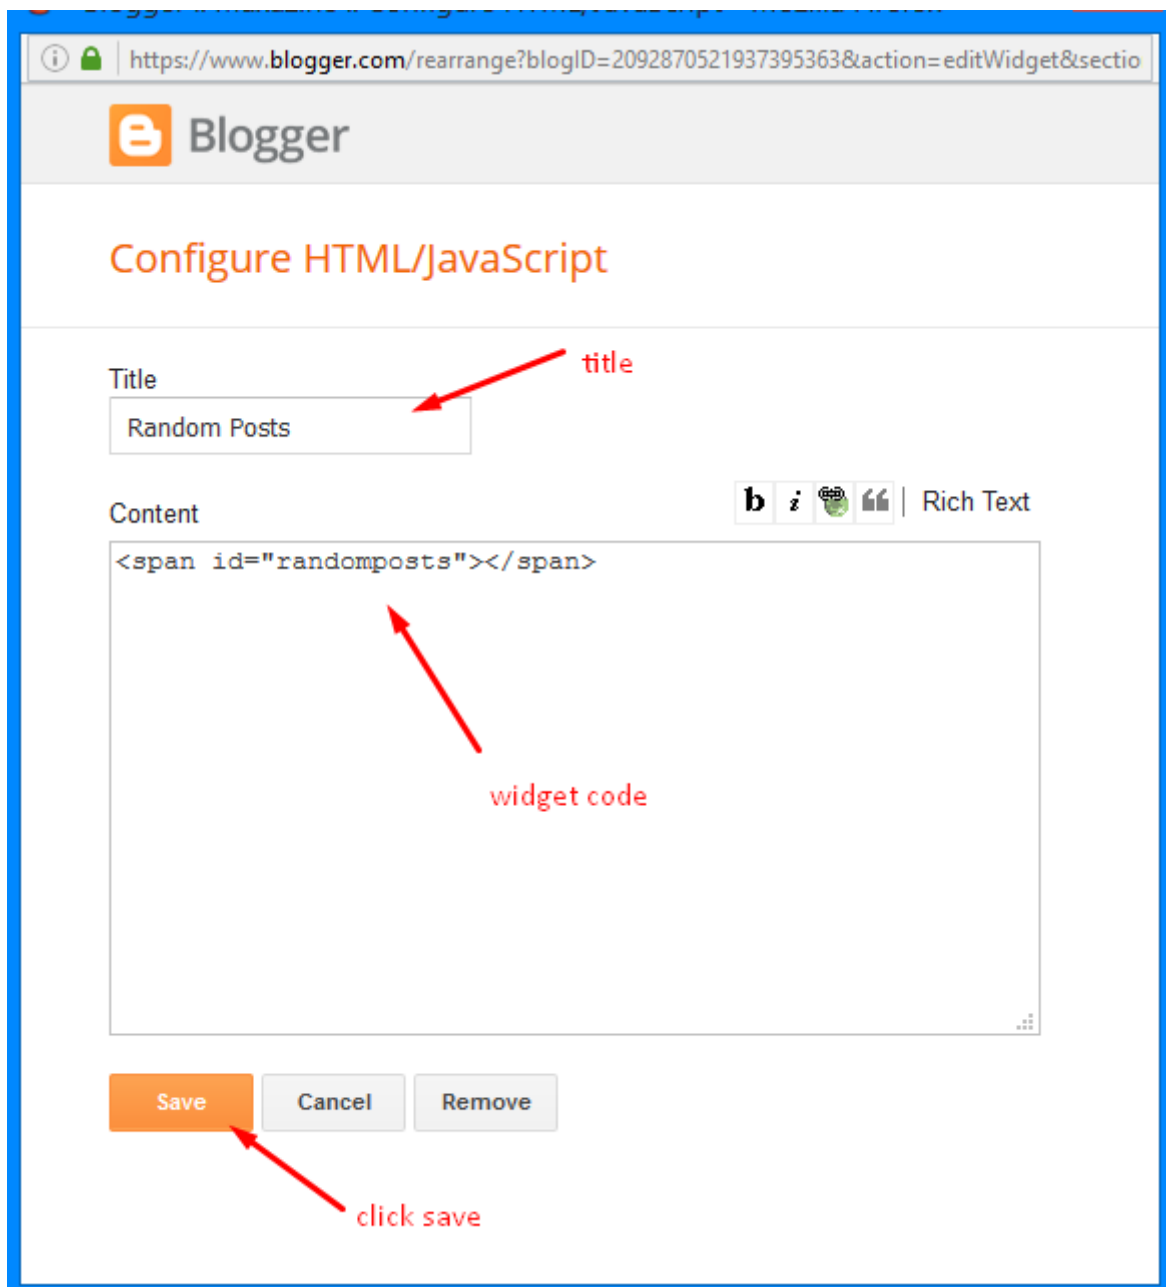 https://www.blogger.com/rearrange?blogID=2092870521937395363&action=editWidget&sectio
Blogger
Configure HTML/JavaScript
title
Title
Random Posts
b i Rich Text
Content
<span id="randomposts"></span>
widget code
Save Cancel Remove
click save